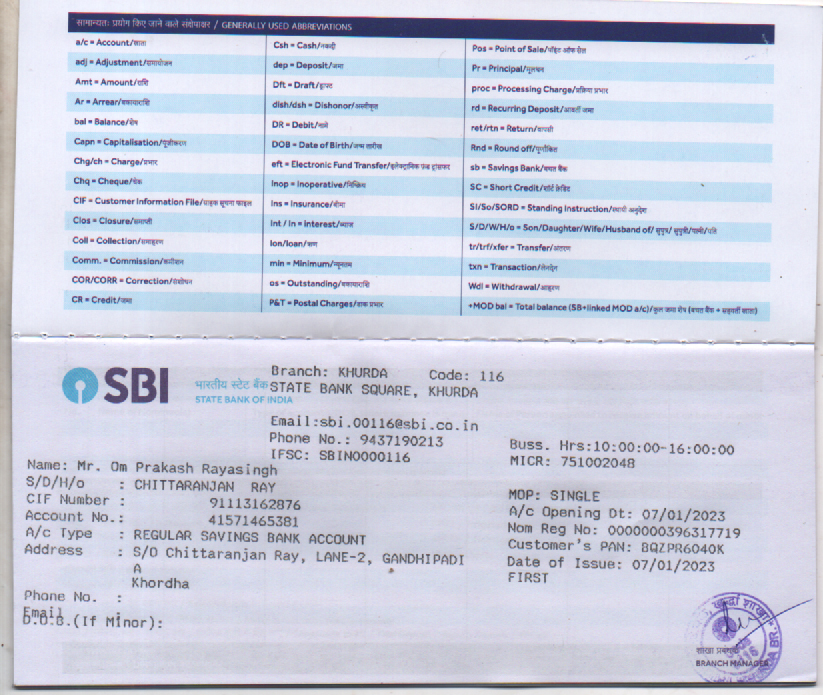 सामान्यतः प्रयोग किए जाने वाले संक्षेपाक्षर / GENERALLY USED ABBREVIATIONS
a/c = Account/खाता
adj = Adjustment/समायोजन
Amt = Amount/राशि
Ar = Arrear/बकायाराशि
bal = Balance/शेष
Capn = Capitalisation/पूंजीकरण
Chg/ch = Charge/प्रभार
Chq = Cheque/चेक
CIF = Customer Information File/ग्राहक सूचना फाइल
Clos = Closure/समाप्ती
Coll = Collection/समाहरण
Comm. = Commission/कमीशन
COR/CORR = Correction/संशोधन
CR = Credit/जमा
Csh = Cash/नकदी
dep = Deposit/जमा
Dft = Draft/ड्राफ्ट
dish/dsh = Dishonor/अस्वीकृत
DR = Debit/नामे
DOB = Date of Birth/जन्म तारीख
eft = Electronic Fund Transfer/इलेक्ट्रानिक फंड ट्रांसफर
Inop = Inoperative/निष्क्रिय
Ins = Insurance/बीमा
Int / in = interest/ब्याज
lon/loan/ऋण
min = Minimum/न्यूनतम
os = Outstanding/बकायाराशि
P&T = Postal Charges/डाक प्रभार
Pos = Point of Sale/पॉइंट ऑफ सेल
Pr = Principal/मूलधन
proc = Processing Charge/प्रक्रिया प्रभार
rd = Recurring Deposit/आवर्ती जमा
ret/rtn = Return/वापसी
Rnd = Round off/पूर्णांकित
sb = Savings Bank/बचत बैंक
SC = Short Credit/शॉर्ट क्रेडिट
SI/So/SORD = Standing Instruction/स्थायी अनुदेश
S/D/W/H/o = Son/Daughter/Wife/Husband of/ सुपुत्र/ सुपुत्री/पत्नी/पति
tr/trf/xfer = Transfer/अंतरण
txn = Transaction/लेनदेन
Wdl = Withdrawal/आहरण
+MOD bal = Total balance (SB+linked MOD a/c)/कुल जमा शेष (बचत बैंक + सहवर्ती खाता)
SBI
भारतीय स्टेट बैंक
STATE BANK OF INDIA
Branch: KHURDA Code: 116
STATE BANK SQUARE, KHURDA
Email:sbi.00116@sbi.co.in
Phone No.: 9437190213
IFSC: SBIN0000116
Buss. Hrs:10:00:00-16:00:00
MICR: 751002048
Name: Mr. Om Prakash Rayasingh
S/D/H/o : CHITTARANJAN RAY
CIF Number : 91113162876
Account No.: 41571465381
A/c Type : REGULAR SAVINGS BANK ACCOUNT
Address : S/O Chittaranjan Ray, LANE-2, GANDHIPADI
A
Khordha
Phone No. :
Email :
D.O.B.(If Minor):
MOP: SINGLE
A/c Opening Dt: 07/01/2023
Nom Reg No: 0000000396317719
Customer's PAN: BQZPR6040K
Date of Issue: 07/01/2023
FIRST
शाखा प्रबंधक
BRANCH MANAGER